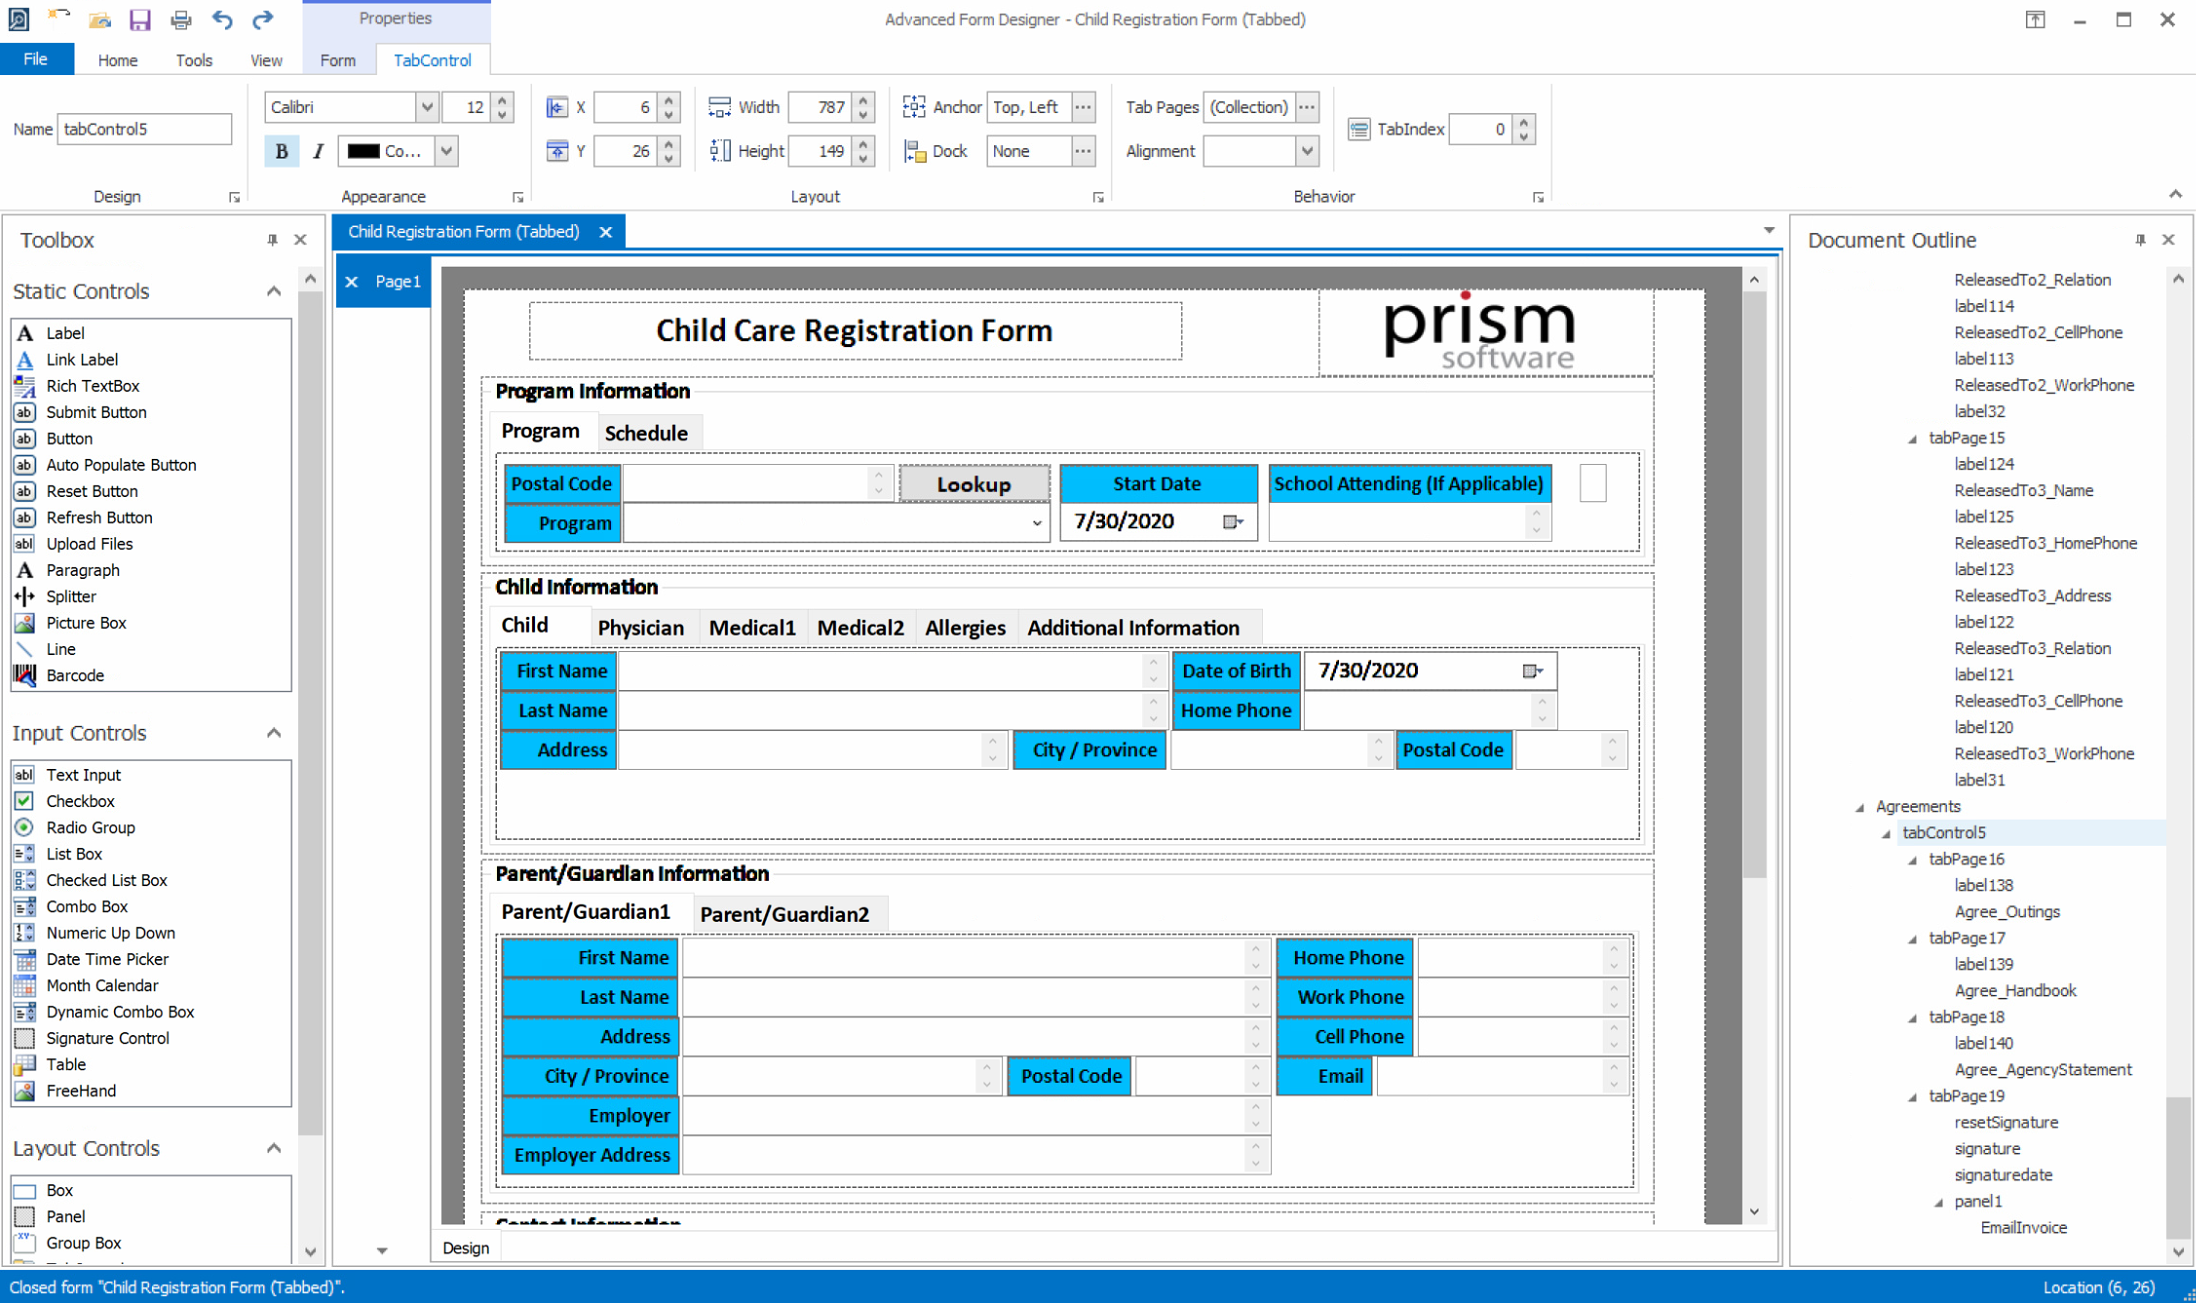 Properties
Advanced Form Designer - Child Registration Form (Tabbed)
File
Home
Tools
View
Form
TabControl
Name tabControl5
Design
Calibri 12
B I Co...
Appearance
X 6
Y 26
Width 787
Height 149
Anchor Top, Left ...
Dock None ...
Layout
Tab Pages (Collection) ...
Alignment
TabIndex 0
Behavior
Toolbox
Static Controls
Label
Link Label
Rich TextBox
Submit Button
Button
Auto Populate Button
Reset Button
Refresh Button
Upload Files
Paragraph
Splitter
Picture Box
Line
Barcode
Input Controls
Text Input
Checkbox
Radio Group
List Box
Checked List Box
Combo Box
Numeric Up Down
Date Time Picker
Month Calendar
Dynamic Combo Box
Signature Control
Table
FreeHand
Layout Controls
Box
Panel
Group Box
Child Registration Form (Tabbed)
Page1
Child Care Registration Form
prism
software
Program Information
Program
Schedule
Postal Code
Lookup
Start Date
School Attending (If Applicable)
Program
7/30/2020
Child Information
Child
Physician
Medical1
Medical2
Allergies
Additional Information
First Name
Date of Birth
7/30/2020
Last Name
Home Phone
Address
City / Province
Postal Code
Parent/Guardian Information
Parent/Guardian1
Parent/Guardian2
First Name
Home Phone
Last Name
Work Phone
Address
Cell Phone
City / Province
Postal Code
Email
Employer
Employer Address
Contact Information
Design
Document Outline
ReleasedTo2_Relation
label114
ReleasedTo2_CellPhone
label113
ReleasedTo2_WorkPhone
label32
tabPage15
label124
ReleasedTo3_Name
label125
ReleasedTo3_HomePhone
label123
ReleasedTo3_Address
label122
ReleasedTo3_Relation
label121
ReleasedTo3_CellPhone
label120
ReleasedTo3_WorkPhone
label31
Agreements
tabControl5
tabPage16
label138
Agree_Outings
tabPage17
label139
Agree_Handbook
tabPage18
label140
Agree_AgencyStatement
tabPage19
resetSignature
signature
signaturedate
panel1
EmailInvoice
Closed form "Child Registration Form (Tabbed)".
Location (6, 26)